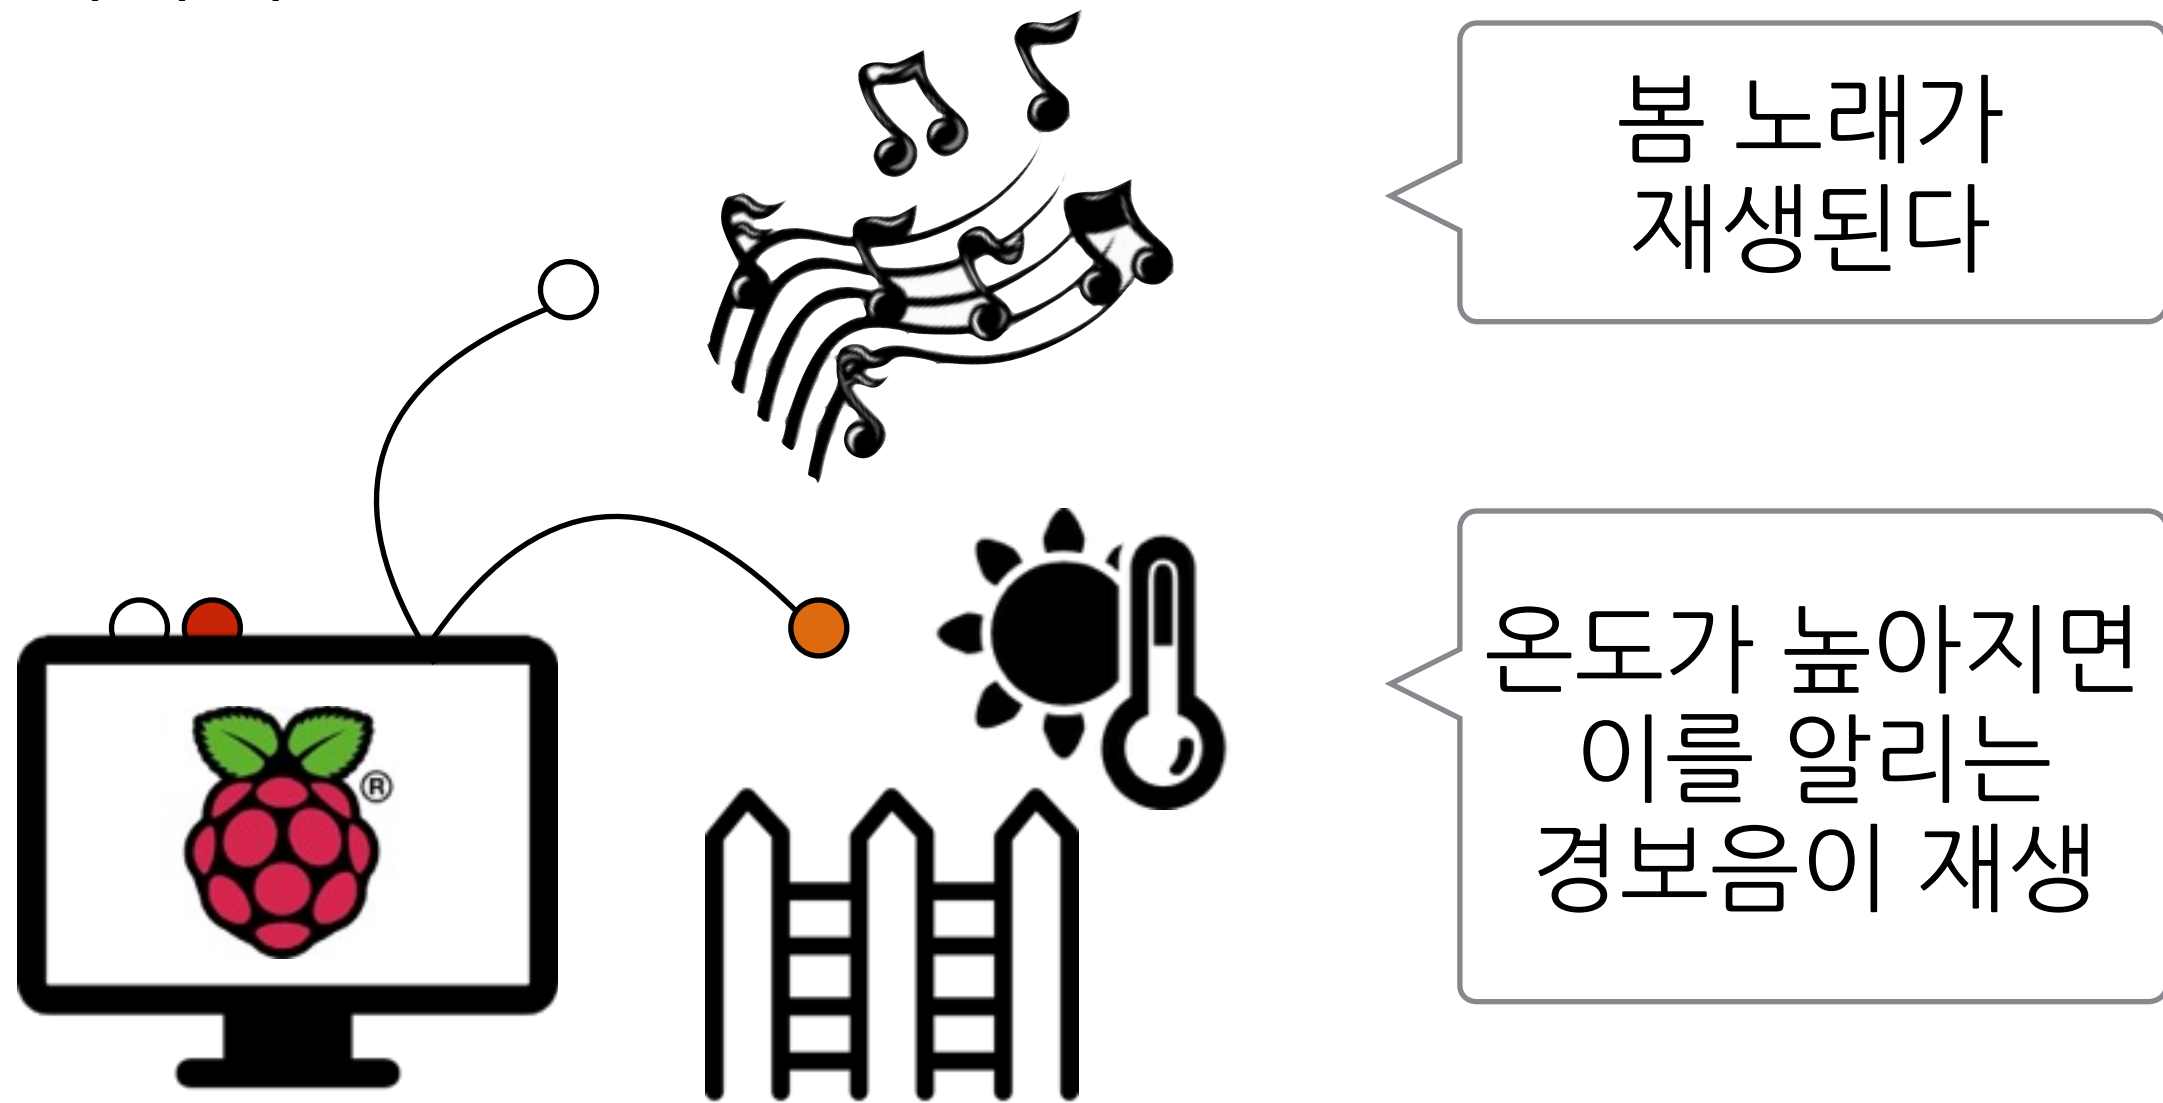 봄 노래가
재생된다
온도가 높아지면
이를 알리는
경보음이 재생
®